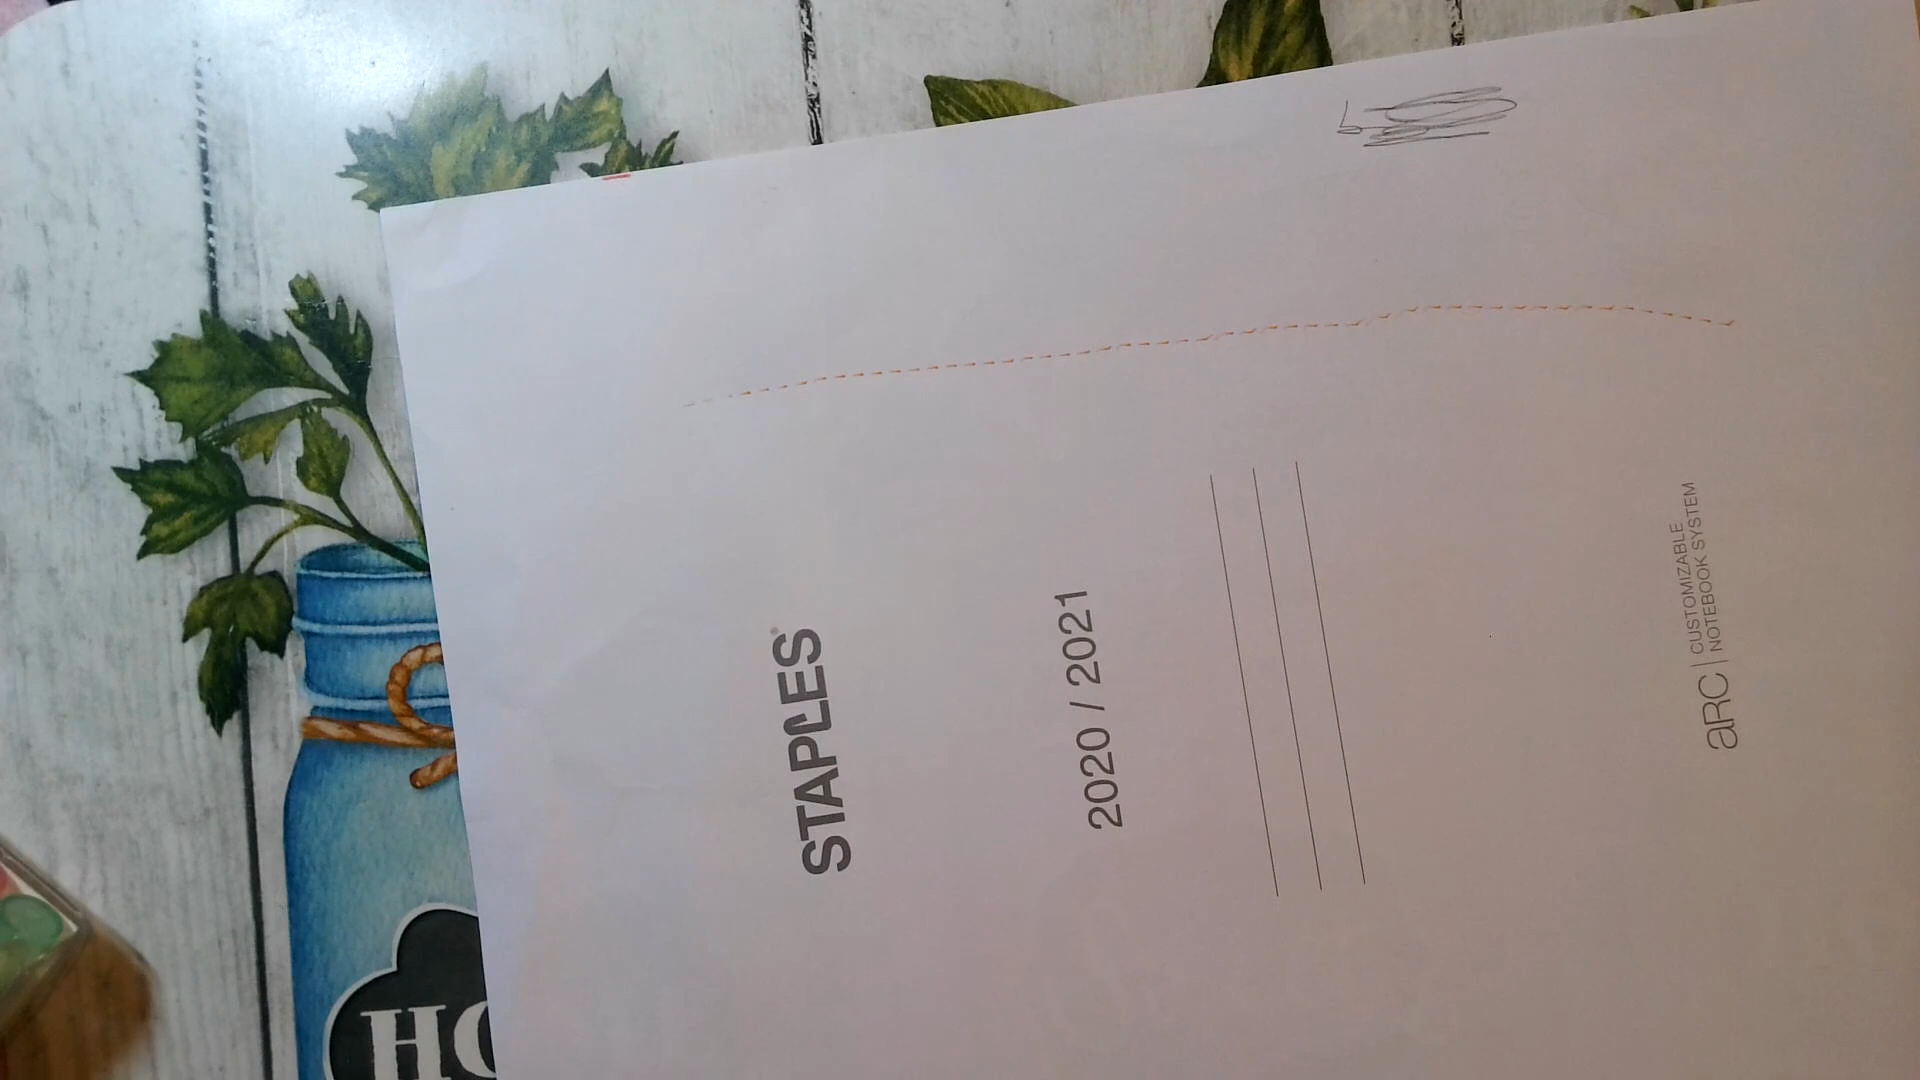 STAPLES®
2020 / 2021
aRC | CUSTOMIZABLE
NOTEBOOK SYSTEM